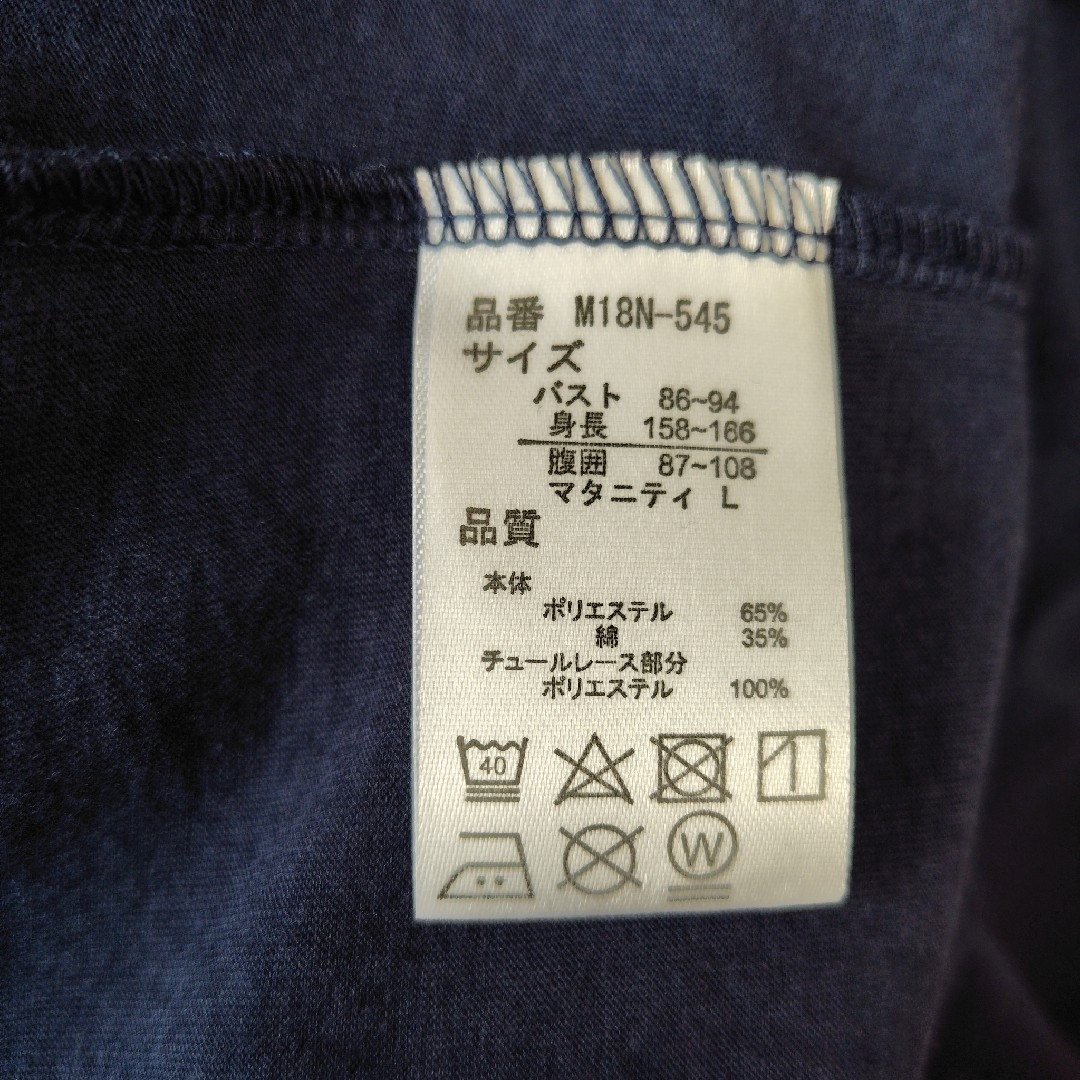 品番 M18N-545
サイズ
バスト 86~94
身長 158~166
腹囲 87~108
マタニティ L
品質
本体
ポリエステル 65%
綿 35%
チュールレース部分
ポリエステル 100%
40
W